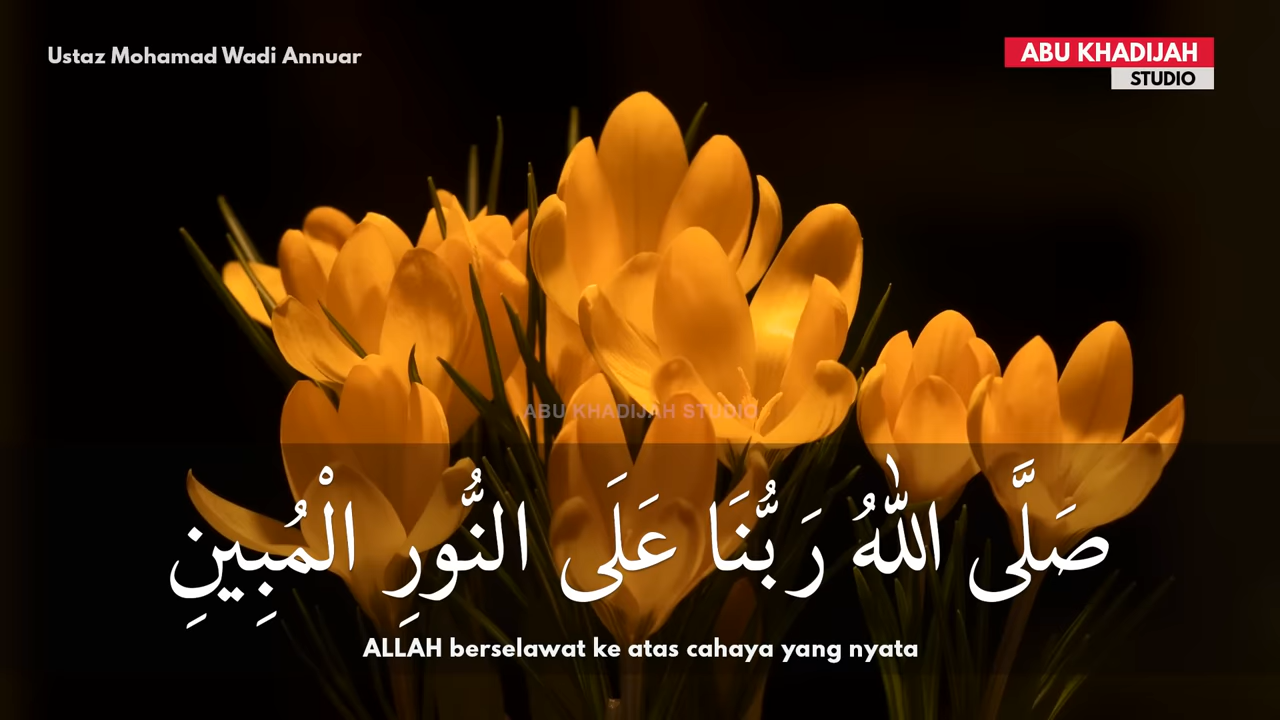 Ustaz Mohamad Wadi Annuar
ABU KHADIJAH
STUDIO
ABU KHADIJAH STUDIO
صَلَّى اللّٰهُ رَبُّنَا عَلَى النُّورِ الْمُبِينِ
ALLAH berselawat ke atas cahaya yang nyata